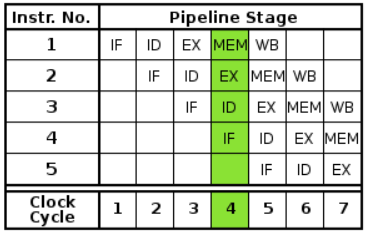 Instr. No. Pipeline Stage
1 IF ID EX MEM WB
2 IF ID EX MEM WB
3 IF ID EX MEM WB
4 IF ID EX MEM
5 IF ID EX
Clock
Cycle 1 2 3 4 5 6 7